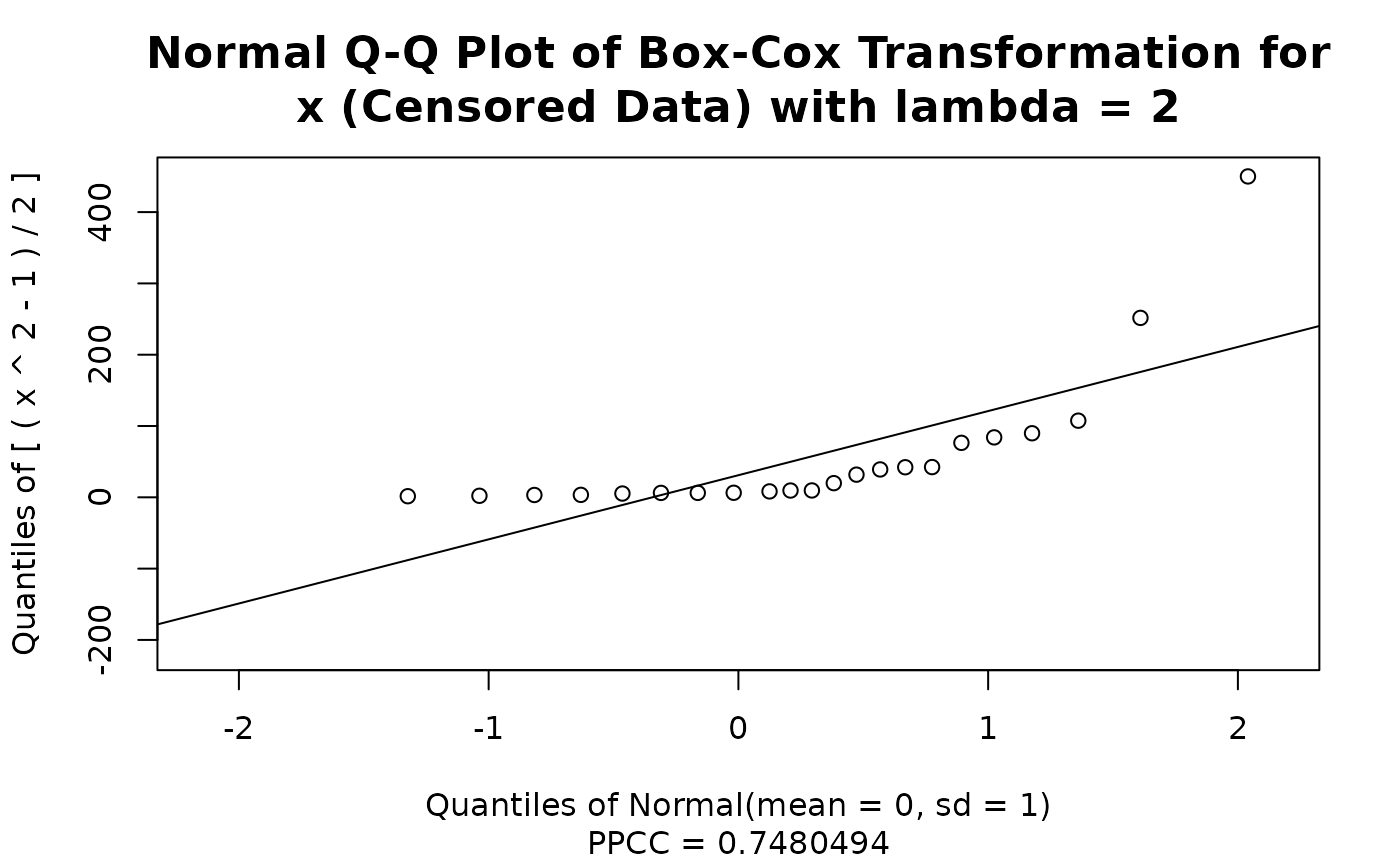 Normal Q-Q Plot of Box-Cox Transformation for
x (Censored Data) with lambda = 2
Quantiles of [ ( x ^ 2 - 1 ) / 2 ]
400
200
0
-200
-2 -1 0 1 2
Quantiles of Normal(mean = 0, sd = 1)
PPCC = 0.7480494